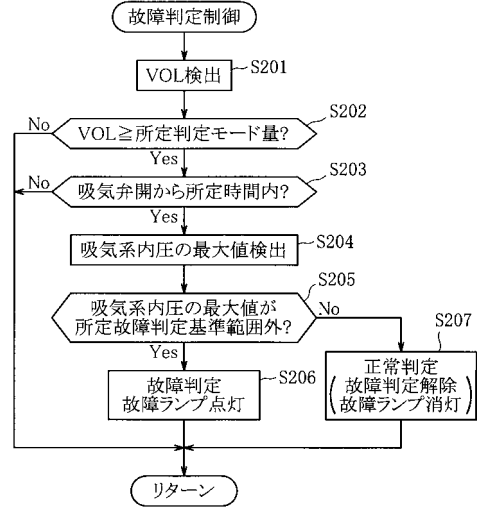 故障判定制御
VOL検出
S201
S202
No
VOL≧所定判定モード量?
Yes
S203
No
吸気弁開から所定時間内?
Yes
S204
吸気系内圧の最大値検出
S205
吸気系内圧の最大値が
所定故障判定基準範囲外?
No
Yes
S206
故障判定
故障ランプ点灯
S207
正常判定
(故障判定解除
故障ランプ消灯)
リターン